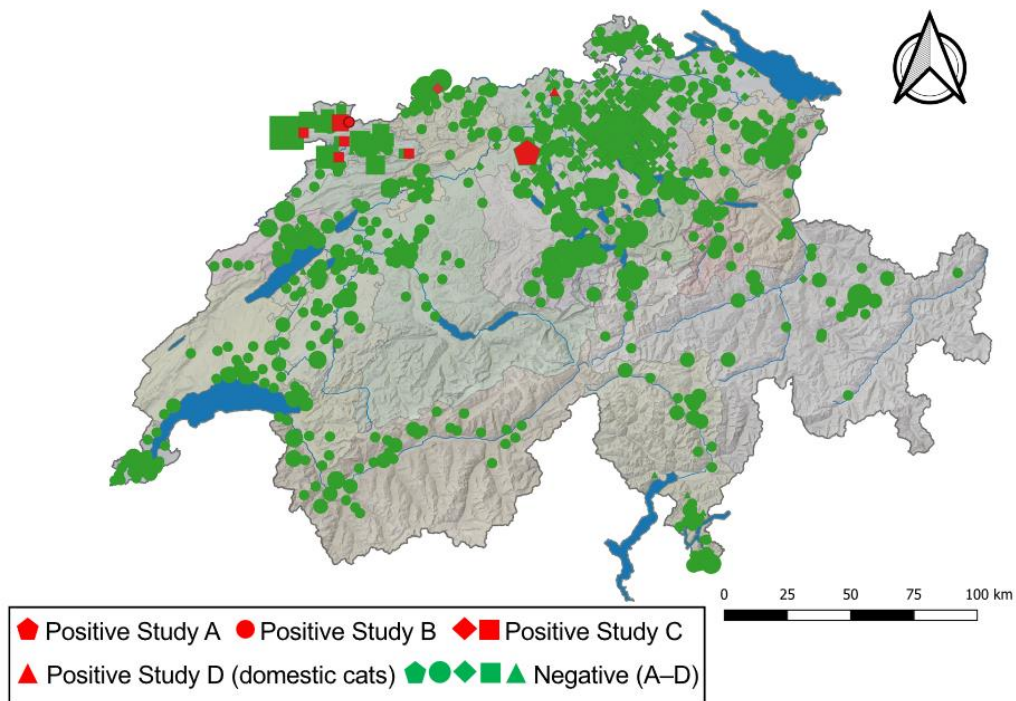 0 25 50 75 100 km
Positive Study A Positive Study B Positive Study C
Positive Study D (domestic cats) Negative (A–D)